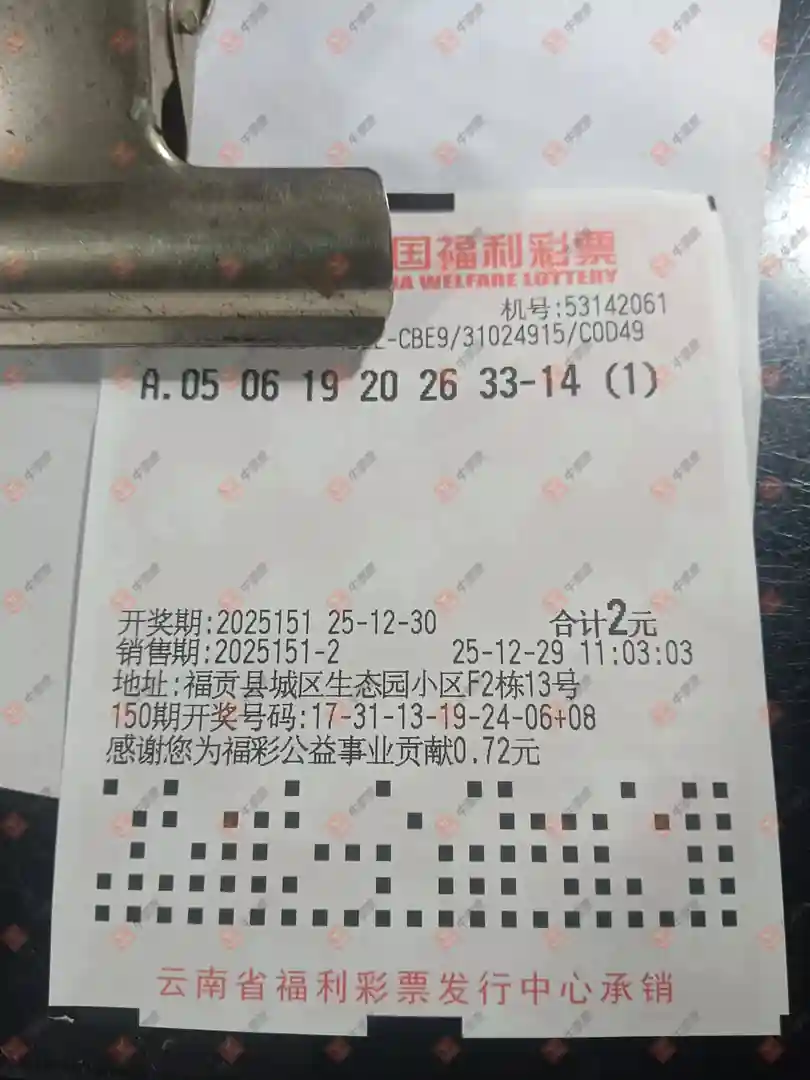 国福利彩票
A WELFARE LOTTERY
机号:53142061
-CBE9/31024915/C0D49
A.05 06 19 20 26 33-14 (1)
开奖期:2025151 25-12-30 合计2元
销售期:2025151-2 25-12-29 11:03:03
地址:福贡县城区生态园小区F2栋13号
150期开奖号码:17-31-13-19-24-06+08
感谢您为福彩公益事业贡献0.72元
云南省福利彩票发行中心承销